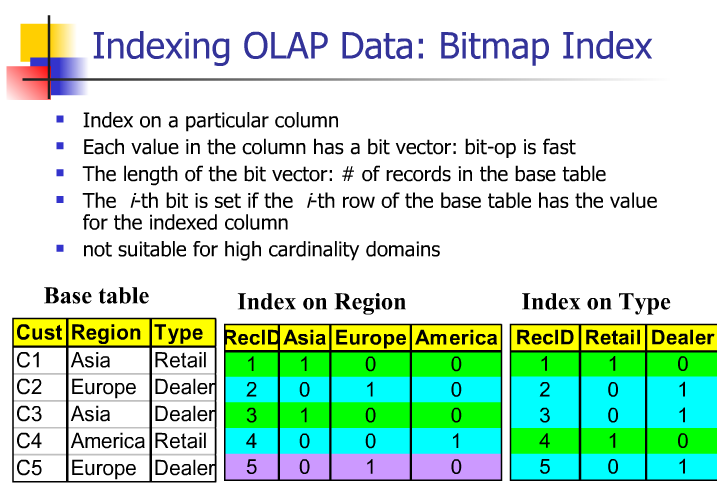 Indexing OLAP Data: Bitmap Index
Index on a particular column
Each value in the column has a bit vector: bit-op is fast
The length of the bit vector: # of records in the base table
The i-th bit is set if the i-th row of the base table has the value
for the indexed column
not suitable for high cardinality domains
Base table
Cust Region Type
C1 Asia Retail
C2 Europe Dealer
C3 Asia Dealer
C4 America Retail
C5 Europe Dealer
Index on Region
RecID Asia Europe America
1 1 0 0
2 0 1 0
3 1 0 0
4 0 0 1
5 0 1 0
Index on Type
RecID Retail Dealer
1 1 0
2 0 1
3 0 1
4 1 0
5 0 1